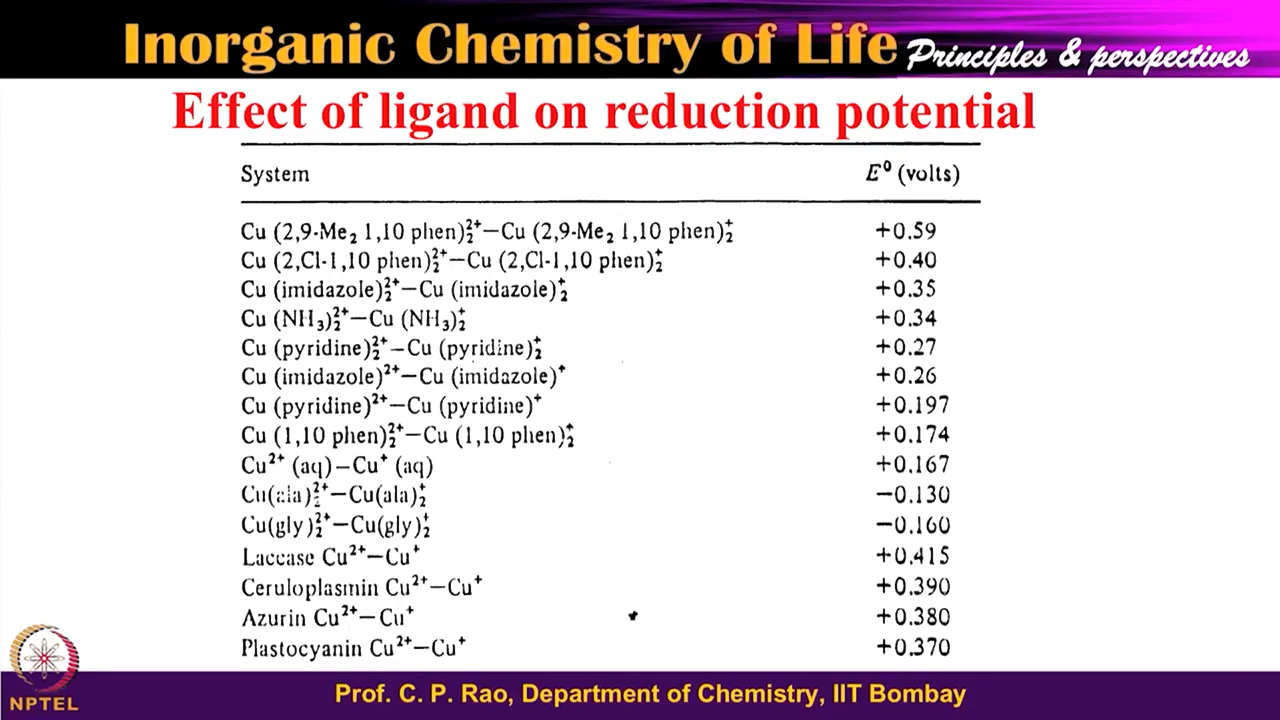 Inorganic Chemistry of Life Principles & perspectives
Effect of ligand on reduction potential
System E⁰ (volts)
Cu (2,9-Me₂ 1,10 phen)₂²⁺–Cu (2,9-Me₂ 1,10 phen)₂⁺ +0.59
Cu (2,Cl-1,10 phen)₂²⁺–Cu (2,Cl-1,10 phen)₂⁺ +0.40
Cu (imidazole)₂²⁺–Cu (imidazole)₂⁺ +0.35
Cu (NH₃)₂²⁺–Cu (NH₃)₂⁺ +0.34
Cu (pyridine)₂²⁺–Cu (pyridine)₂⁺ +0.27
Cu (imidazole)²⁺–Cu (imidazole)⁺ +0.26
Cu (pyridine)²⁺–Cu (pyridine)⁺ +0.197
Cu (1,10 phen)₂²⁺–Cu (1,10 phen)₂⁺ +0.174
Cu²⁺ (aq)–Cu⁺ (aq) +0.167
Cu(ala)₂²⁺–Cu(ala)₂⁺ −0.130
Cu(gly)₂²⁺–Cu(gly)₂⁺ −0.160
Laccase Cu²⁺–Cu⁺ +0.415
Ceruloplasmin Cu²⁺–Cu⁺ +0.390
Azurin Cu²⁺–Cu⁺ +0.380
Plastocyanin Cu²⁺–Cu⁺ +0.370
NPTEL
Prof. C. P. Rao, Department of Chemistry, IIT Bombay